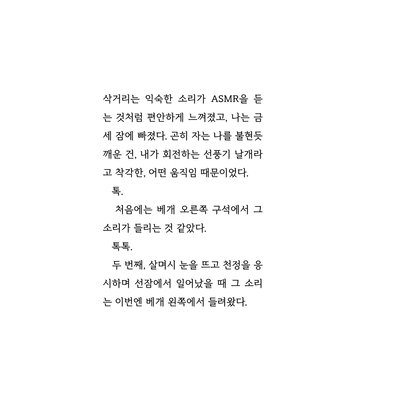 삭거리는 익숙한 소리가 ASMR을 듣
는 것처럼 편안하게 느껴졌고, 나는 금
세 잠에 빠졌다. 곤히 자는 나를 불현듯
깨운 건, 내가 회전하는 선풍기 날개라
고 착각한, 어떤 움직임 때문이었다.
톡.
처음에는 베개 오른쪽 구석에서 그
소리가 들리는 것 같았다.
톡톡.
두 번째, 살며시 눈을 뜨고 천정을 응
시하며 선잠에서 일어났을 때 그 소리
는 이번엔 베개 왼쪽에서 들려왔다.